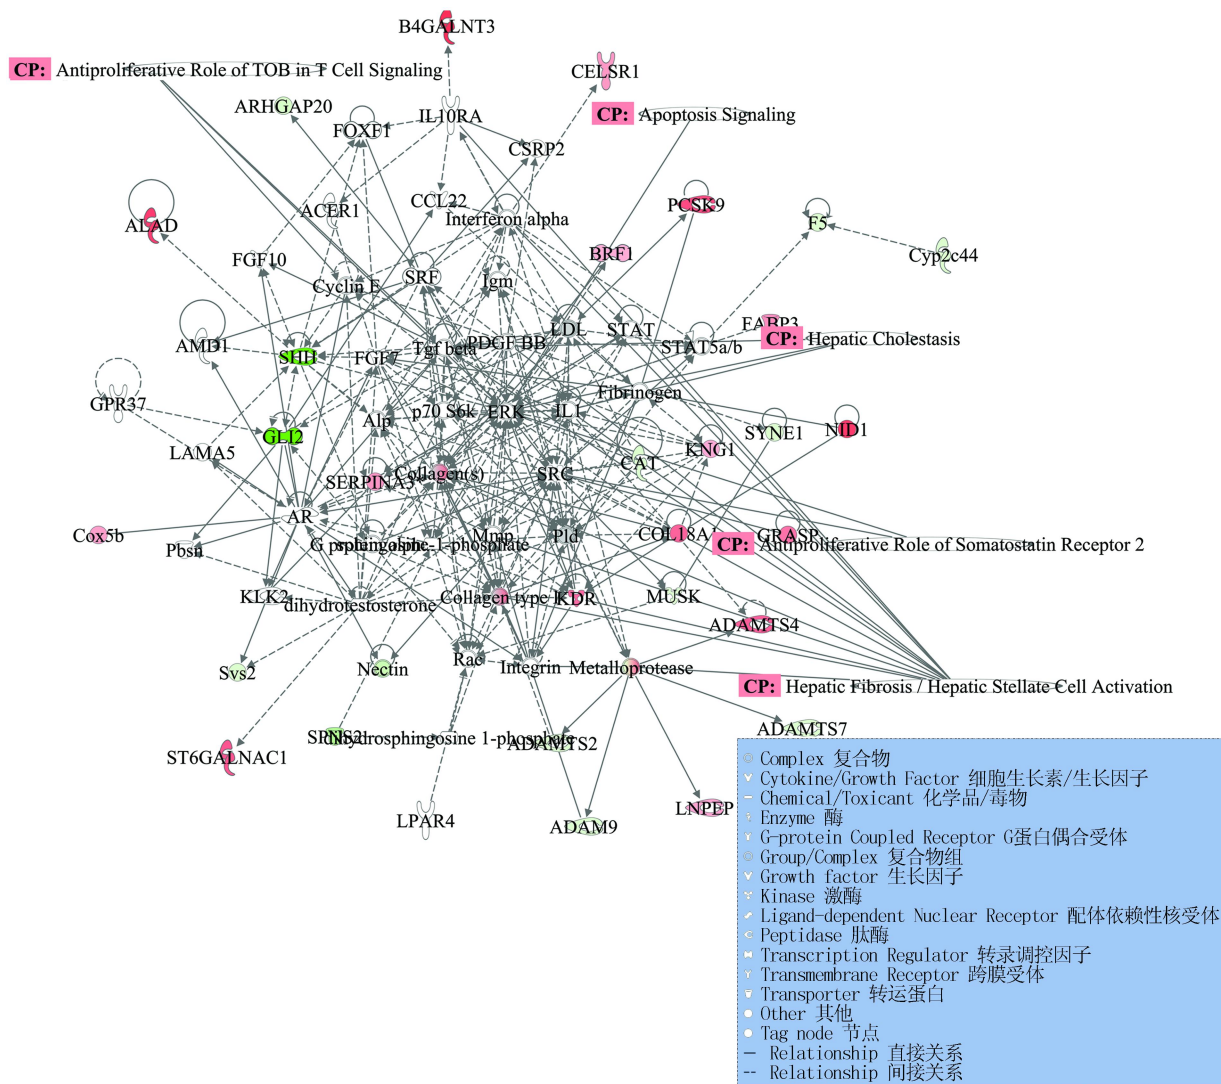 B4GALNT3
CP: Antiproliferative Role of TOB in T Cell Signaling
CELSR1
ARHGAP20
IL10RA
CP: Apoptosis Signaling
FOXF1
CSRP2
CCL22
PCSK9
ACER1
Interferon alpha
ALAD
F5
FGF10
BRF1
Cyp2c44
Cyclin E
SRF
Igm
FABP3
LDL
STAT
CP: Hepatic Cholestasis
AMD1
SHH
FGF7
Tgf beta
PDGF BB
STAT5a/b
Fibrinogen
GPR37
Alp
p70 S6k
ERK
IL1
GLI2
SYNE1
NID1
LAMA5
KNG1
SERPINA3
Collagen(s)
SRC
CAT
AR
Cox5b
Pbsn
G protein alpha
sphingosine-1-phosphate
Mmp
Pld
COL18A1
GRASP
CP: Antiproliferative Role of Somatostatin Receptor 2
KLK2
dihydrotestosterone
Collagen type I
KDR
MUSK
ADAMTS4
Svs2
Nectin
Rac
Integrin
Metalloprotease
CP: Hepatic Fibrosis / Hepatic Stellate Cell Activation
ST6GALNAC1
SPNS2
dihydrosphingosine 1-phosphate
ADAMTS2
ADAMTS7
LPAR4
ADAM9
LNPEP
Complex 复合物
Cytokine/Growth Factor 细胞生长素/生长因子
Chemical/Toxicant 化学品/毒物
Enzyme 酶
G-protein Coupled Receptor G蛋白偶合受体
Group/Complex 复合物组
Growth factor 生长因子
Kinase 激酶
Ligand-dependent Nuclear Receptor 配体依赖性核受体
Peptidase 肽酶
Transcription Regulator 转录调控因子
Transmembrane Receptor 跨膜受体
Transporter 转运蛋白
Other 其他
Tag node 节点
Relationship 直接关系
Relationship 间接关系